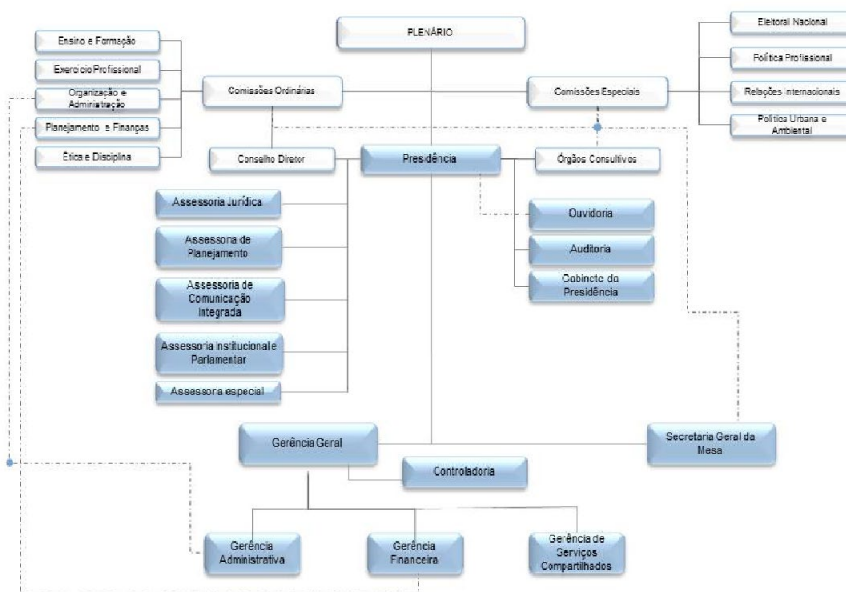 PLENÁRIO
Ensino e Formação
Exercício Profissional
Organização e
Administração
Planejamento e Finanças
Ética e Disciplina
Comissões Ordinárias
Comissões Especiais
Eleitoral Nacional
Política Profissional
Relações Internacionais
Política Urbana e
Ambiental
Conselho Diretor
Presidência
Órgãos Consultivos
Assessoria Jurídica
Assessoria de
Planejamento
Assessoria de
Comunicação
Integrada
Assessoria Institucional e
Parlamentar
Assessoria especial
Ouvidoria
Auditoria
Gabinete da
Presidência
Gerência Geral
Secretaria Geral da
Mesa
Controladoria
Gerência
Administrativa
Gerência
Financeira
Gerência de
Serviços
Compartilhados